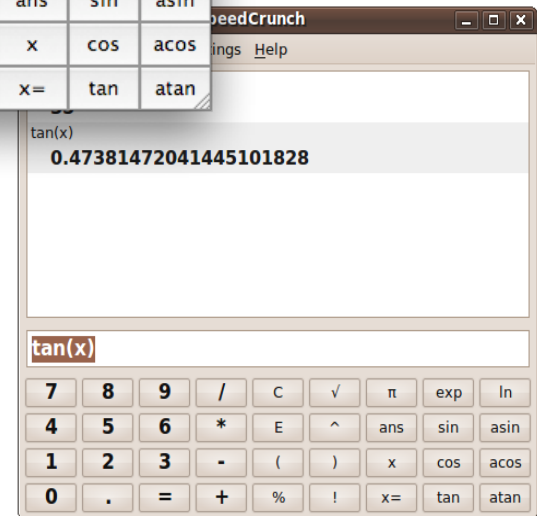 ans sin asin
x cos acos
x= tan atan
peedCrunch
ings Help
tan(x)
0.47381472041445101828
tan(x)
7 8 9 / C √ π exp ln
4 5 6 * E ^ ans sin asin
1 2 3 - ( ) x cos acos
0 . = + % ! x= tan atan